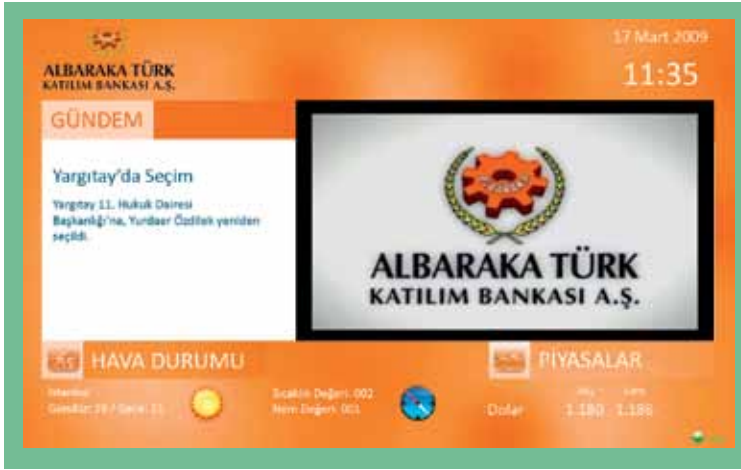 ALBARAKA TÜRK
KATILIM BANKASI A.Ş.
17 Mart 2009
11:35
GÜNDEM
Yargıtay'da Seçim
Yargıtay 11. Hukuk Dairesi
Başkanlığı'na, Yurdaer Özdilek yeniden
seçildi.
ALBARAKA TÜRK
KATILIM BANKASI A.Ş.
HAVA DURUMU
İstanbul
Sıcaklık Değeri: 002
Nem Değeri: 001
PİYASALAR
Dolar 1.180 1.186